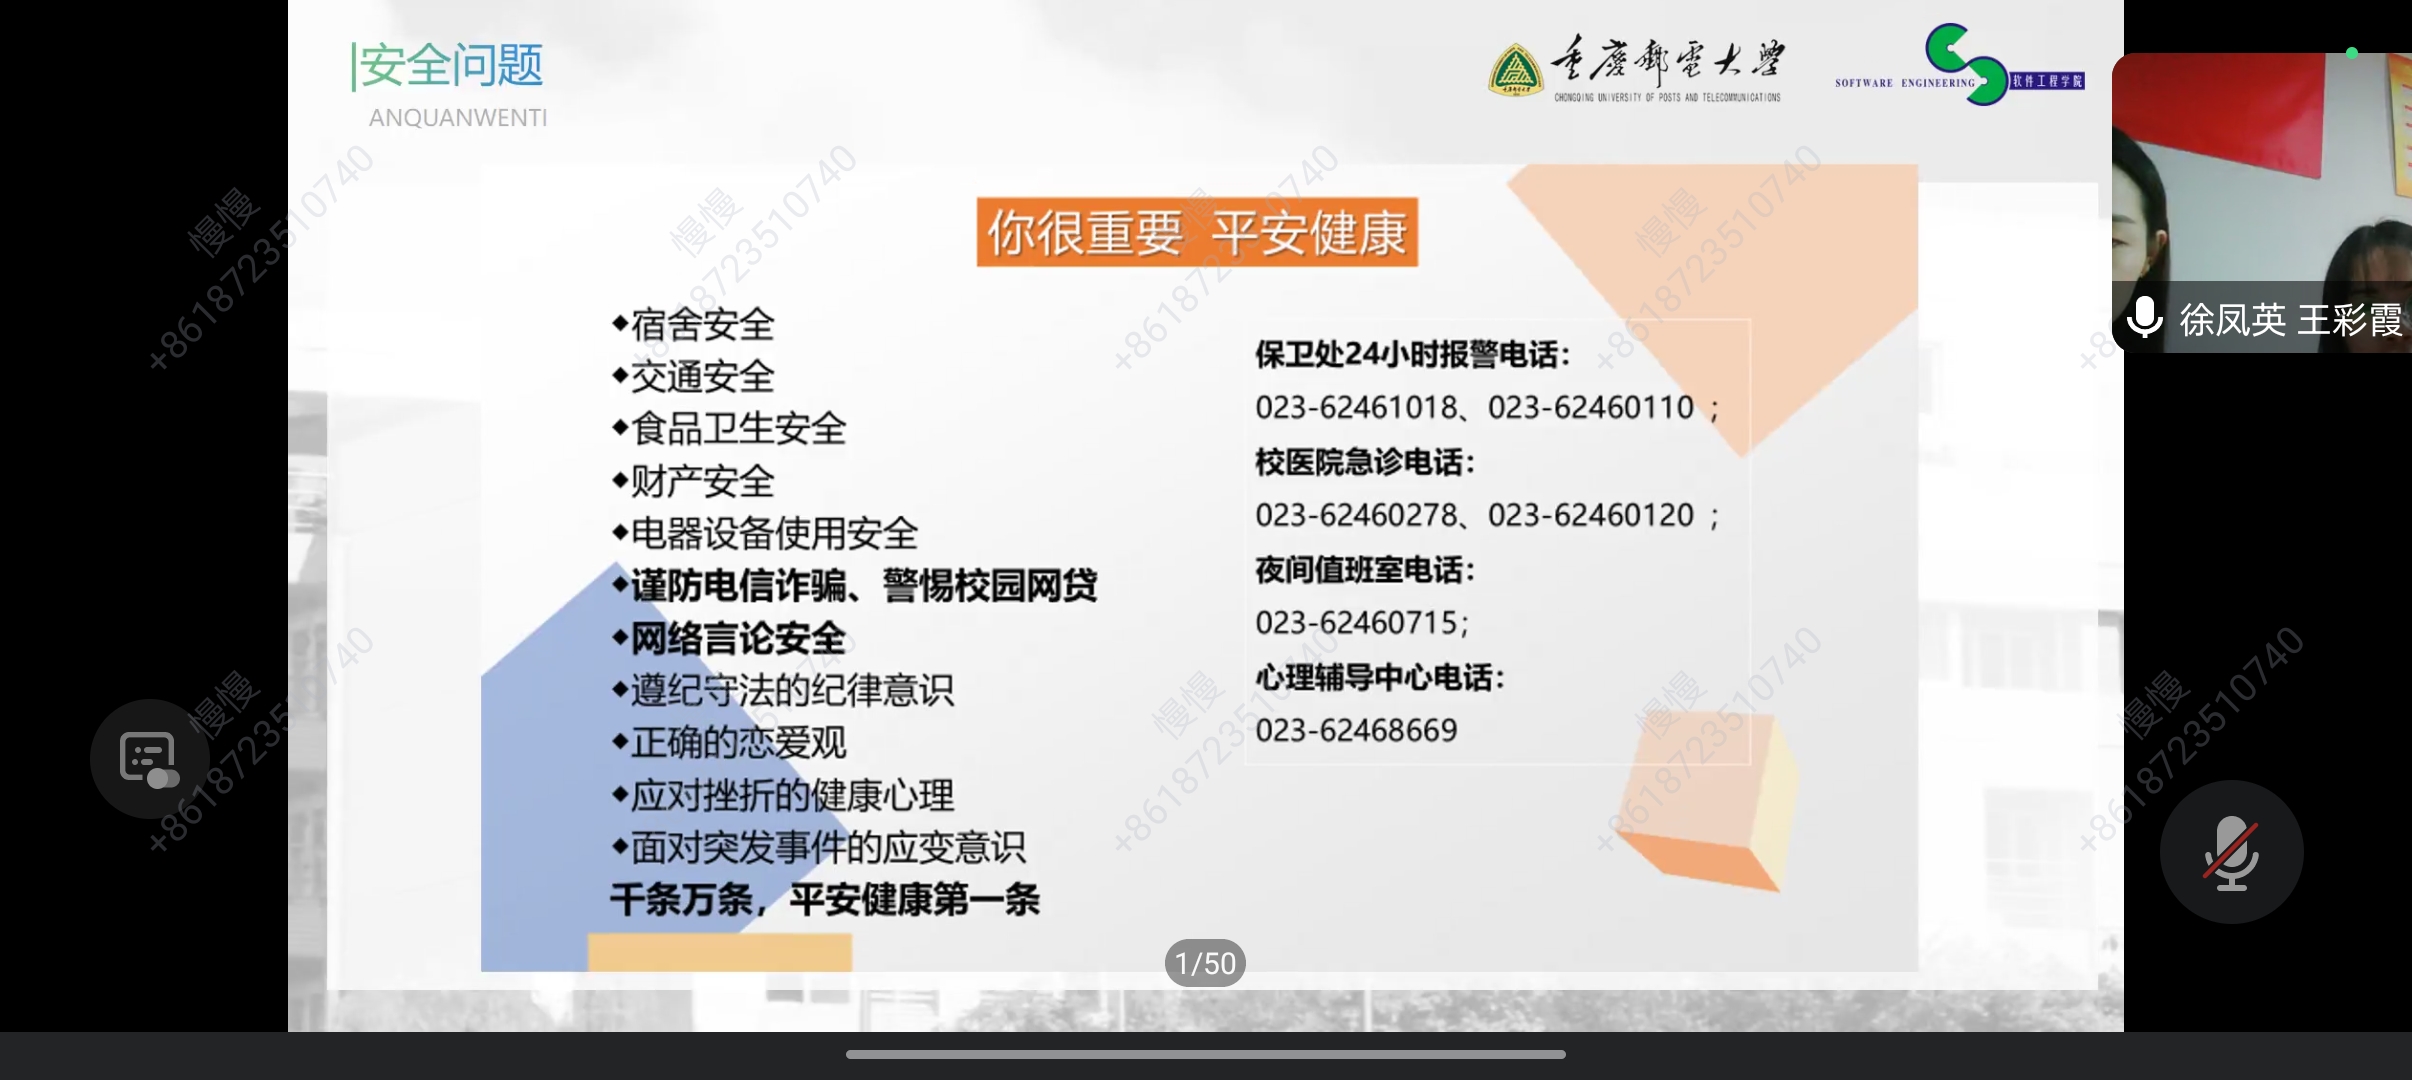 安全问题
ANQUANWENTI
重庆邮电大学
CHONGQING UNIVERSITY OF POSTS AND TELECOMMUNICATIONS
SOFTWARE ENGINEERING 软件工程学院
你很重要 平安健康
◆宿舍安全
◆交通安全
◆食品卫生安全
◆财产安全
◆电器设备使用安全
◆谨防电信诈骗、警惕校园网贷
◆网络言论安全
◆遵纪守法的纪律意识
◆正确的恋爱观
◆应对挫折的健康心理
◆面对突发事件的应变意识
千条万条，平安健康第一条
保卫处24小时报警电话：
023-62461018、023-62460110；
校医院急诊电话：
023-62460278、023-62460120；
夜间值班室电话：
023-62460715；
心理辅导中心电话：
023-62468669
徐凤英 王彩霞
1/50
慢慢
+8618723510740